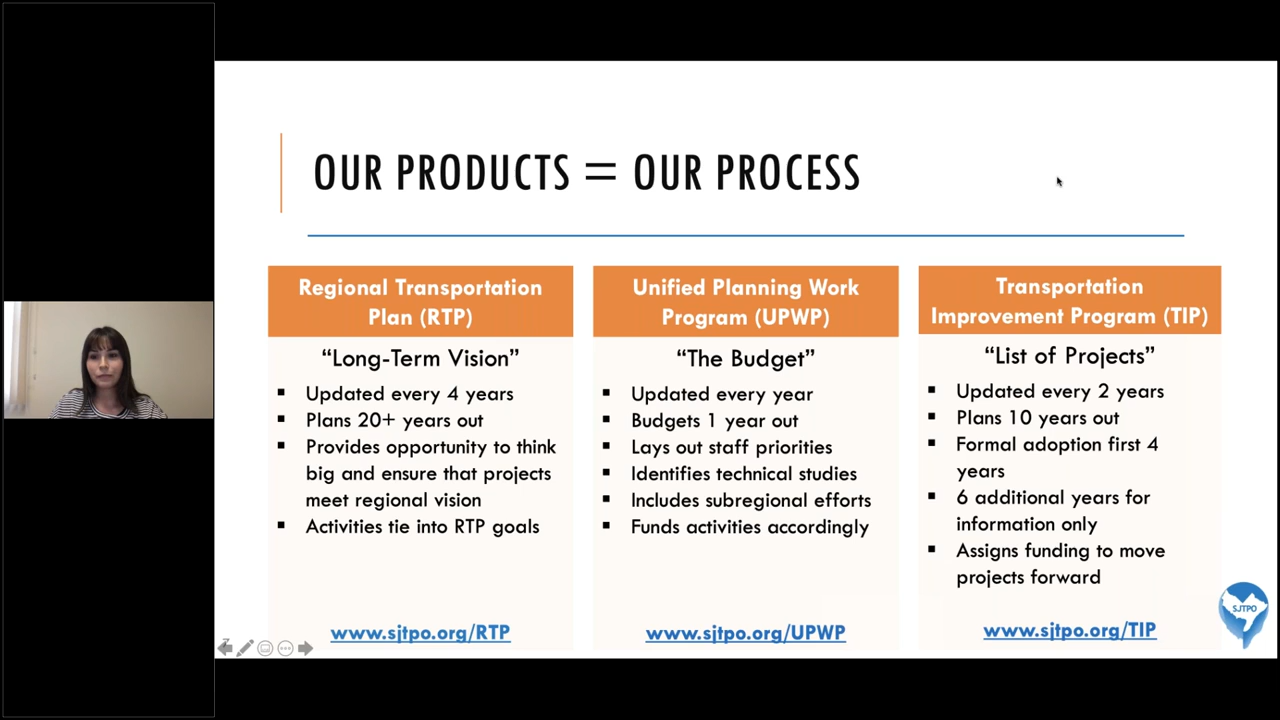 OUR PRODUCTS = OUR PROCESS
Regional Transportation
Plan (RTP)
“Long-Term Vision”
▪ Updated every 4 years
▪ Plans 20+ years out
▪ Provides opportunity to think
big and ensure that projects
meet regional vision
▪ Activities tie into RTP goals
www.sjtpo.org/RTP
Unified Planning Work
Program (UPWP)
“The Budget”
▪ Updated every year
▪ Budgets 1 year out
▪ Lays out staff priorities
▪ Identifies technical studies
▪ Includes subregional efforts
▪ Funds activities accordingly
www.sjtpo.org/UPWP
Transportation
Improvement Program (TIP)
“List of Projects”
▪ Updated every 2 years
▪ Plans 10 years out
▪ Formal adoption first 4
years
▪ 6 additional years for
information only
▪ Assigns funding to move
projects forward
www.sjtpo.org/TIP
SJTPO